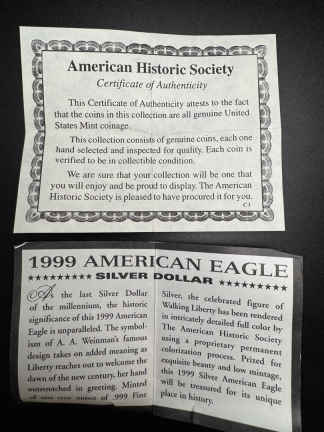 American Historic Society
Certificate of Authenticity
This Certificate of Authenticity attests to the fact
that the coins in this collection are all genuine United
States Mint coinage.
This collection consists of genuine coins, each one
hand selected and inspected for quality. Each coin is
verified to be in collectible condition.
We are sure that your collection will be one that
you will enjoy and be proud to display. The American
Historic Society is pleased to have procured it for you.
C-1
1999 AMERICAN EAGLE
★★★★★★★★★ SILVER DOLLAR ★★★★★★★★★
As the last Silver Dollar
of the millennium, the historic
significance of this 1999 American
Eagle is unparalleled. The symbol-
ism of A. A. Weinman's famous
design takes on added meaning as
Liberty reaches out to welcome the
dawn of the new century, her hand
outstretched in greeting. Minted
of one troy ounce of .999 Fine
Silver, the celebrated figure of
Walking Liberty has been rendered
in intricately detailed full color by
The American Historic Society
using a proprietary permanent
colorization process. Prized for
exquisite beauty and low mintage,
this 1999 Silver American Eagle
will be treasured for its unique
place in history.